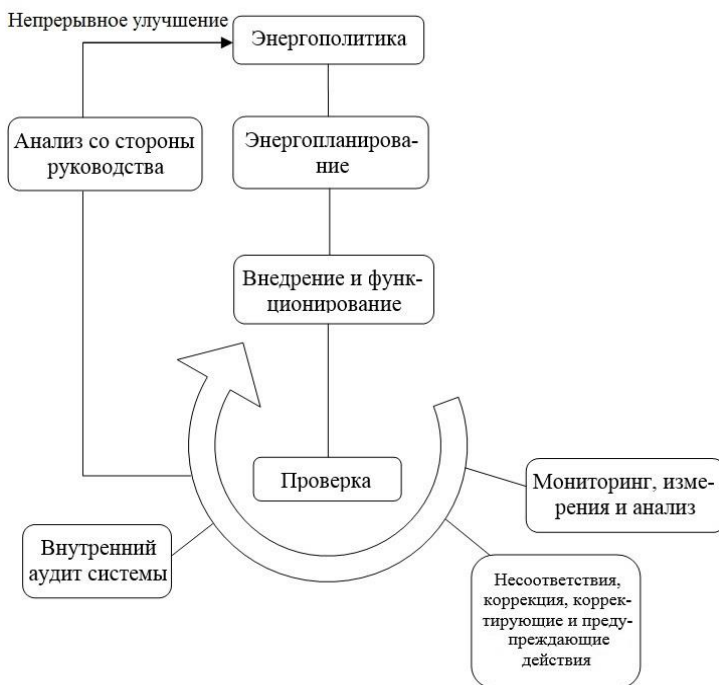 Непрерывное улучшение
Энергополитика
Анализ со стороны
руководства
Энергопланирова-
ние
Внедрение и функ-
ционирование
Проверка
Мониторинг, изме-
рения и анализ
Внутренний
аудит системы
Несоответствия,
коррекция, коррек-
тирующие и преду-
преждающие
действия